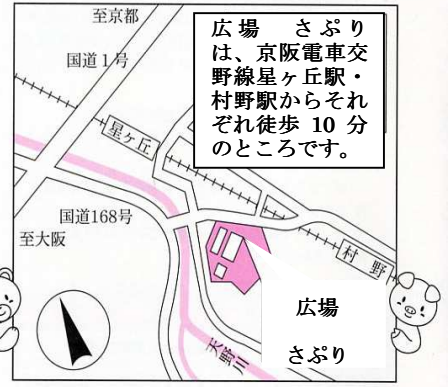 至京都
国道1号
広場　さぷり
は、京阪電車交
野線星ヶ丘駅・
村野駅からそれ
ぞれ徒歩 10 分
のところです。
星ヶ丘
国道168号
至大阪
村野
広場
さぷり
天野川